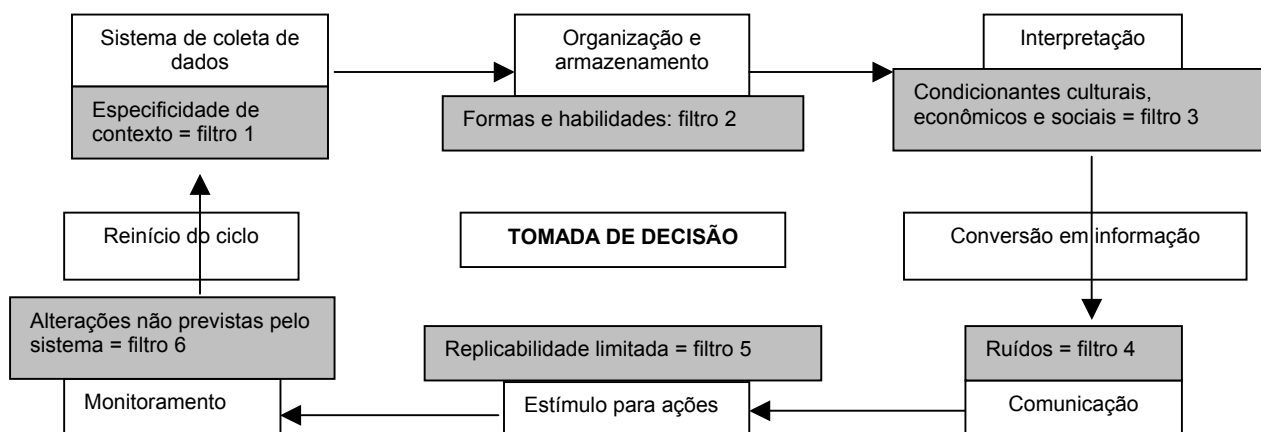 Sistema de coleta de
dados
Especificidade de
contexto = filtro 1
Organização e
armazenamento
Formas e habilidades: filtro 2
Interpretação
Condicionantes culturais,
econômicos e sociais = filtro 3
Reinício do ciclo
TOMADA DE DECISÃO
Conversão em informação
Alterações não previstas pelo
sistema = filtro 6
Monitoramento
Replicabilidade limitada = filtro 5
Estímulo para ações
Ruídos = filtro 4
Comunicação